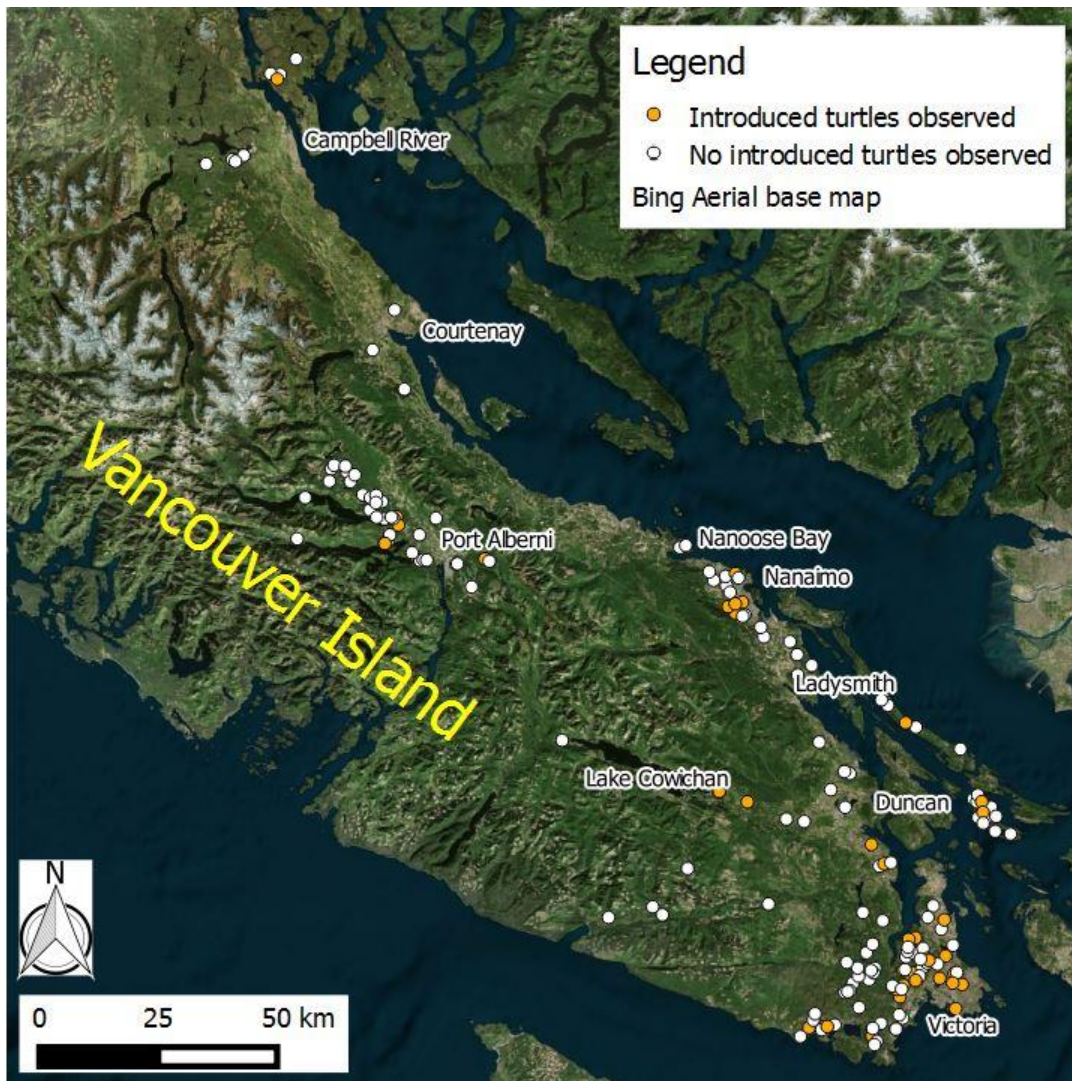 Legend
Introduced turtles observed
No introduced turtles observed
Bing Aerial base map
Campbell River
Courtenay
Vancouver Island
Port Alberni
Nanoose Bay
Nanaimo
Ladysmith
Lake Cowichan
Duncan
Victoria
N
0 25 50 km